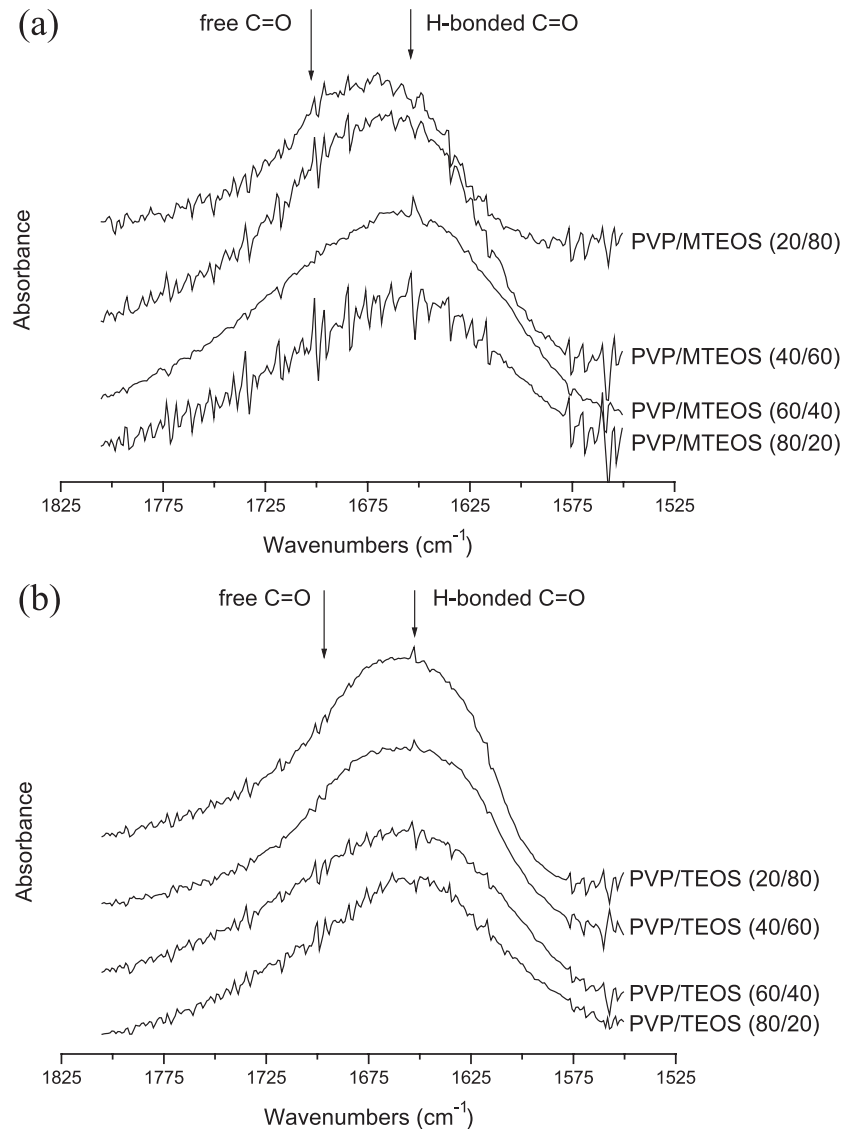 (a)
free C=O
H-bonded C=O
Absorbance
PVP/MTEOS (20/80)
PVP/MTEOS (40/60)
PVP/MTEOS (60/40)
PVP/MTEOS (80/20)
1825 1775 1725 1675 1625 1575 1525
Wavenumbers (cm⁻¹)
(b)
free C=O
H-bonded C=O
Absorbance
PVP/TEOS (20/80)
PVP/TEOS (40/60)
PVP/TEOS (60/40)
PVP/TEOS (80/20)
1825 1775 1725 1675 1625 1575 1525
Wavenumbers (cm⁻¹)